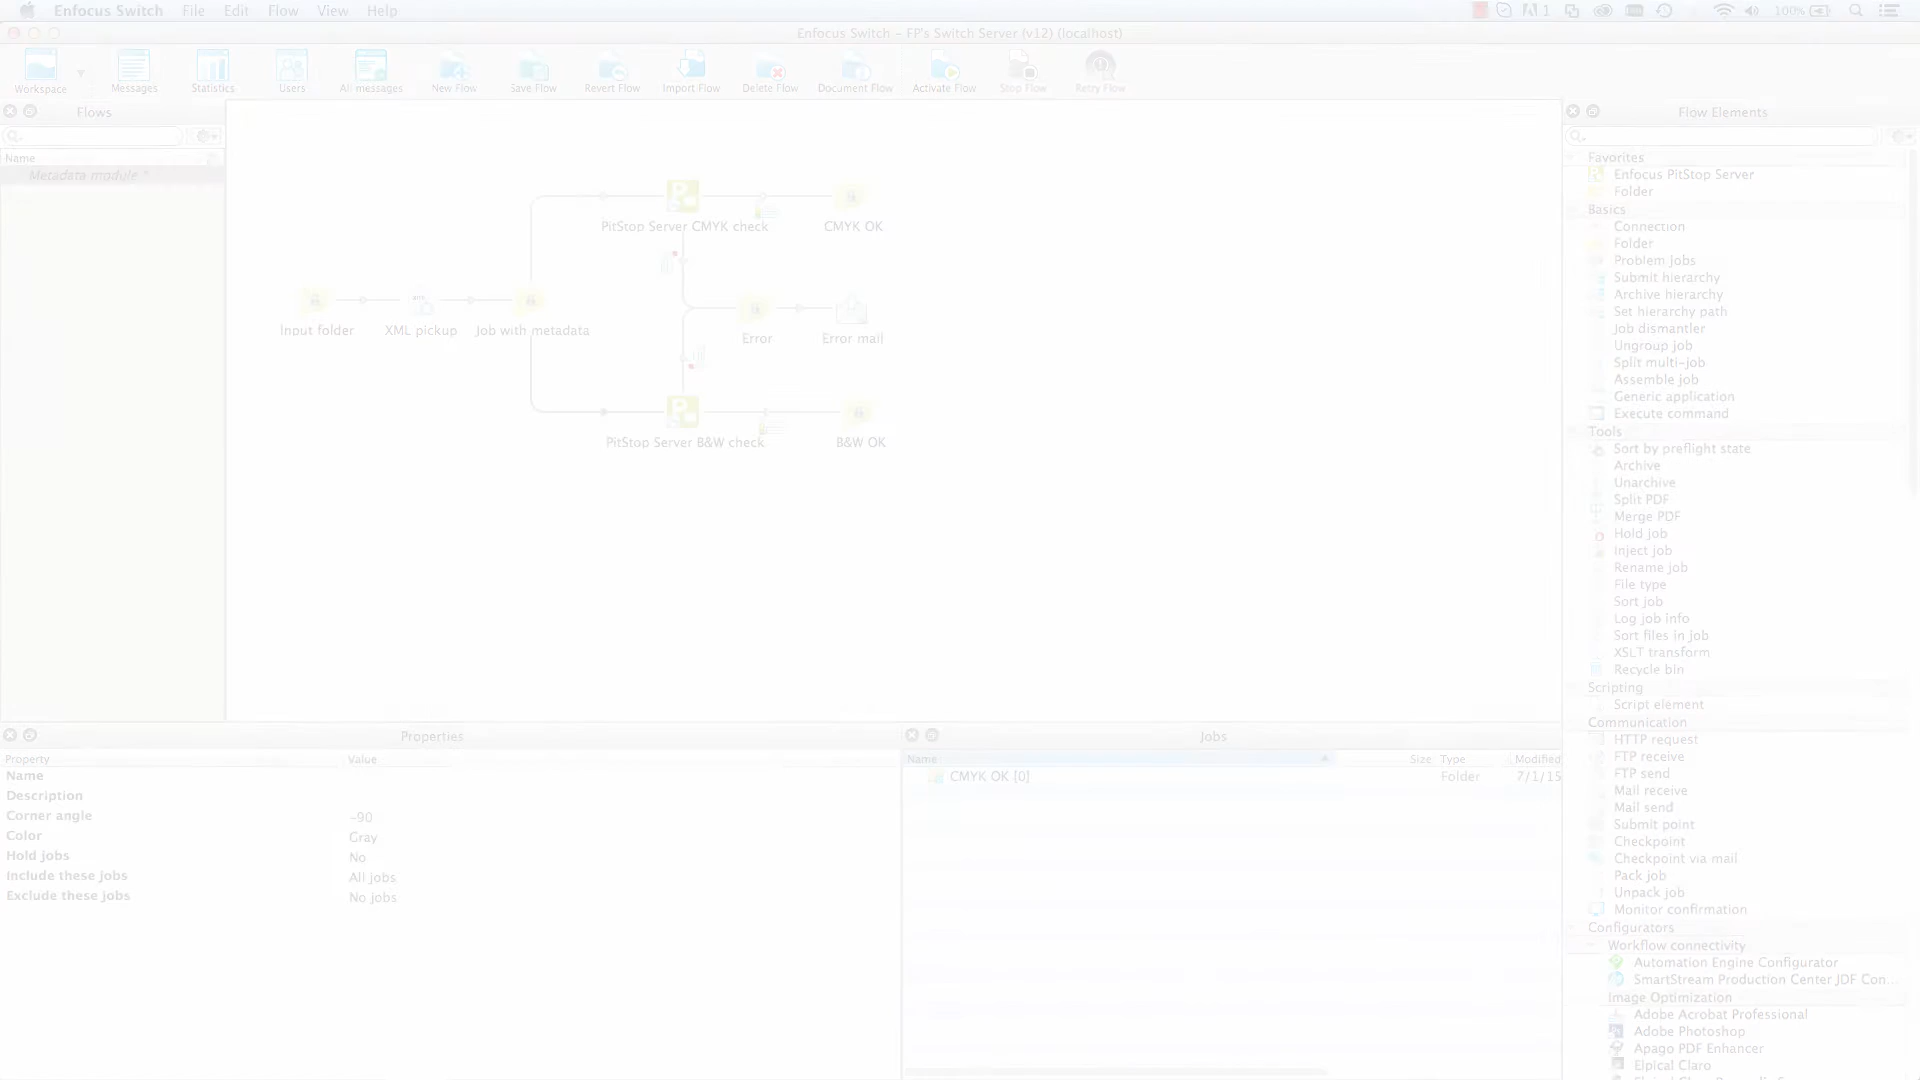 Enfocus Switch File Edit Flow View Help
1 100%
Enfocus Switch – FP's Switch Server (v12) (localhost)
Workspace Messages Statistics Users All messages New Flow Save Flow Revert Flow Import Flow Delete Flow Document Flow Activate Flow Stop Flow Retry Flow
Flows
Name
Metadata module *
PitStop Server CMYK check
CMYK OK
Input folder
XML pickup
Job with metadata
Error
Error mail
PitStop Server B&W check
B&W OK
Flow Elements
Favorites
Enfocus PitStop Server
Folder
Basics
Connection
Folder
Problem jobs
Submit hierarchy
Archive hierarchy
Set hierarchy path
Job dismantler
Ungroup job
Split multi-job
Assemble job
Generic application
Execute command
Tools
Sort by preflight state
Archive
Unarchive
Split PDF
Merge PDF
Hold job
Inject job
Rename job
File type
Sort job
Log job info
Sort files in job
XSLT transform
Recycle bin
Scripting
Script element
Communication
HTTP request
FTP receive
FTP send
Mail receive
Mail send
Submit point
Checkpoint
Checkpoint via mail
Pack job
Unpack job
Monitor confirmation
Configurators
Workflow connectivity
Automation Engine Configurator
SmartStream Production Center JDF Con...
Image Optimization
Adobe Acrobat Professional
Adobe Photoshop
Apago PDF Enhancer
Elpical Claro
Properties
Property Value
Name
Description
Corner angle -90
Color Gray
Hold jobs No
Include these jobs All jobs
Exclude these jobs No jobs
Jobs
Name Size Type Modified
CMYK OK [0] Folder 7/1/15